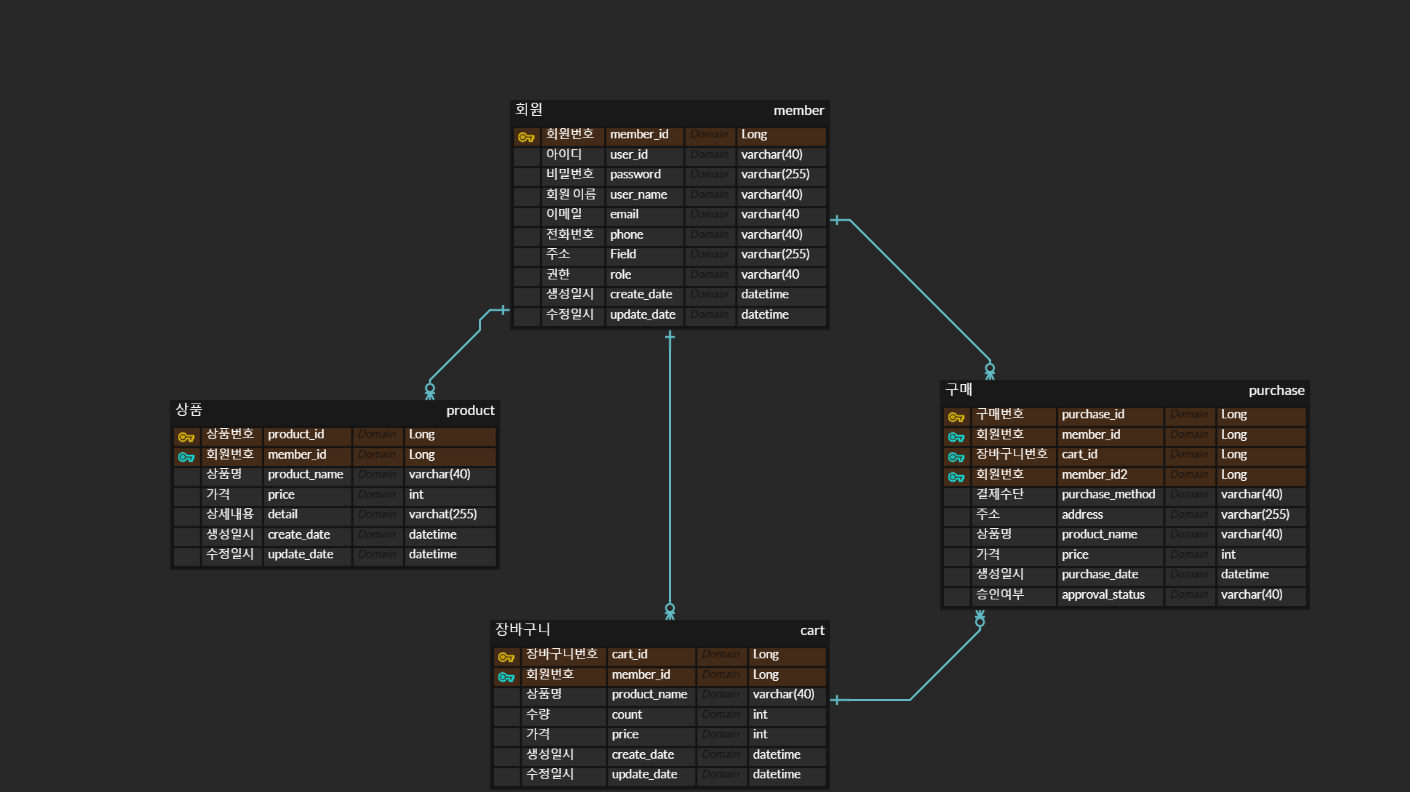 회원 member
회원번호 member_id Domain Long
아이디 user_id Domain varchar(40)
비밀번호 password Domain varchar(255)
회원 이름 user_name Domain varchar(40)
이메일 email Domain varchar(40
전화번호 phone Domain varchar(40)
주소 Field Domain varchar(255)
권한 role Domain varchar(40
생성일시 create_date Domain datetime
수정일시 update_date Domain datetime
상품 product
상품번호 product_id Domain Long
회원번호 member_id Domain Long
상품명 product_name Domain varchar(40)
가격 price Domain int
상세내용 detail Domain varchat(255)
생성일시 create_date Domain datetime
수정일시 update_date Domain datetime
구매 purchase
구매번호 purchase_id Domain Long
회원번호 member_id Domain Long
장바구니번호 cart_id Domain Long
회원번호 member_id2 Domain Long
결제수단 purchase_method Domain varchar(40)
주소 address Domain varchar(255)
상품명 product_name Domain varchar(40)
가격 price Domain int
생성일시 purchase_date Domain datetime
승인여부 approval_status Domain varchar(40)
장바구니 cart
장바구니번호 cart_id Domain Long
회원번호 member_id Domain Long
상품명 product_name Domain varchar(40)
수량 count Domain int
가격 price Domain int
생성일시 create_date Domain datetime
수정일시 update_date Domain datetime